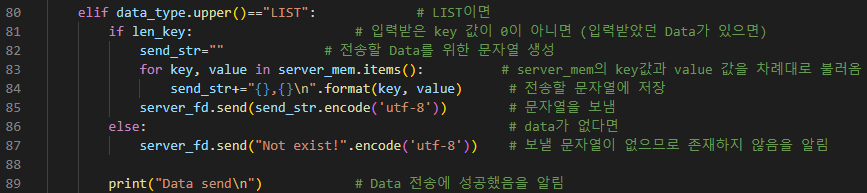 80 elif data_type.upper()=="LIST": # LIST이면
81 if len_key: # 입력받은 key 값이 0이 아니면 (입력받았던 Data가 있으면)
82 send_str="" # 전송할 Data를 위한 문자열 생성
83 for key, value in server_mem.items(): # server_mem의 key값과 value 값을 차례대로 불러옴
84 send_str+="{},{}\n".format(key, value) # 전송할 문자열에 저장
85 server_fd.send(send_str.encode('utf-8')) # 문자열을 보냄
86 else: # data가 없다면
87 server_fd.send("Not exist!".encode('utf-8')) # 보낼 문자열이 없으므로 존재하지 않음을 알림
88
89 print("Data send\n") # Data 전송에 성공했음을 알림